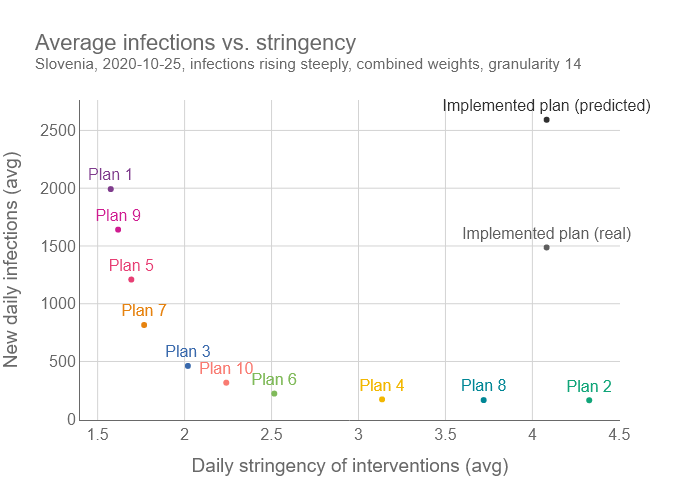 Average infections vs. stringency
Slovenia, 2020-10-25, infections rising steeply, combined weights, granularity 14
New daily infections (avg)
2500
2000
1500
1000
500
0
Implemented plan (predicted)
Plan 1
Plan 9
Implemented plan (real)
Plan 5
Plan 7
Plan 3
Plan 10
Plan 6
Plan 4
Plan 8
Plan 2
1.5 2 2.5 3 3.5 4 4.5
Daily stringency of interventions (avg)